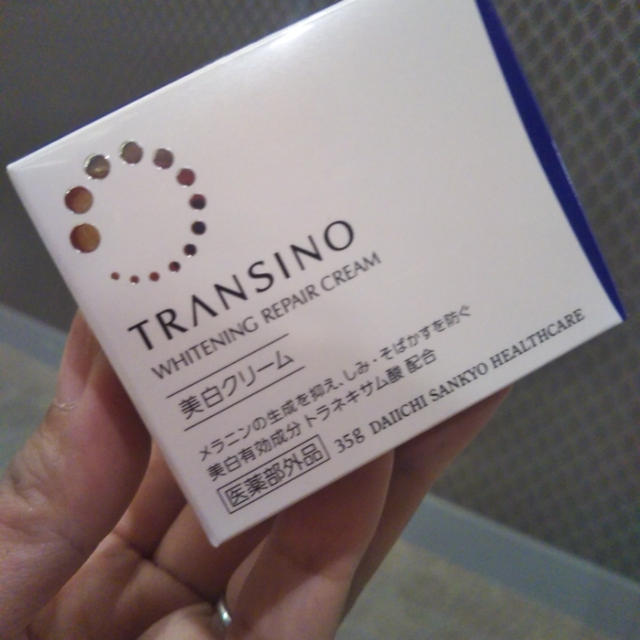 TRANSINO
WHITENING REPAIR CREAM
美白クリーム
メラニンの生成を抑え、しみ・そばかすを防ぐ
美白有効成分 トラネキサム酸 配合
医薬部外品 35g DAIICHI SANKYO HEALTHCARE